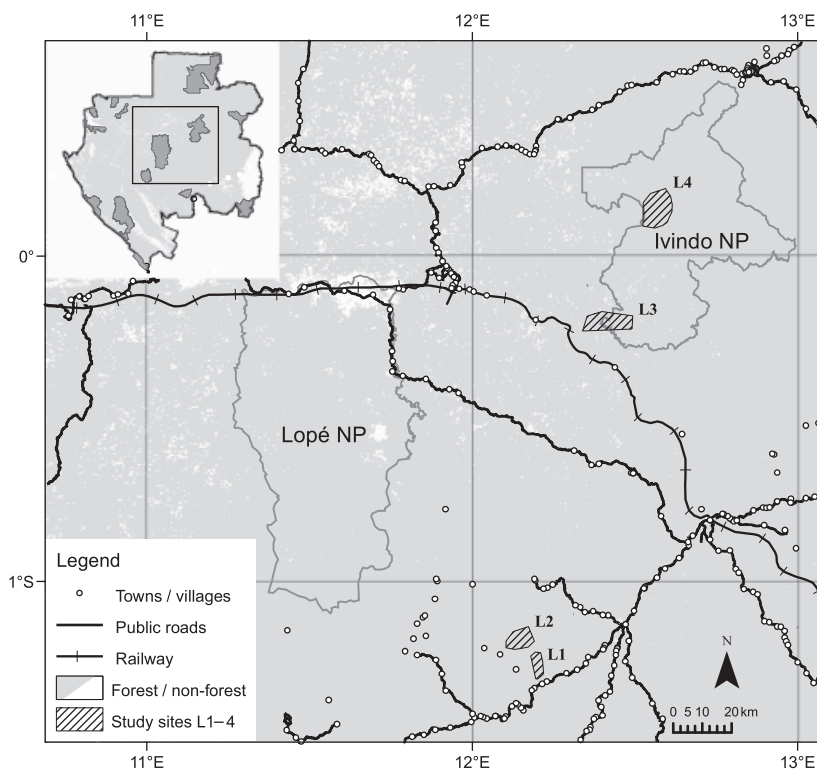 11°E 12°E 13°E
L4
Ivindo NP
0°
L3
Lopé NP
Legend
Towns / villages
Public roads
Railway
Forest / non-forest
Study sites L1–4
1°S
L2
L1
N
0 5 10 20 km
11°E 12°E 13°E